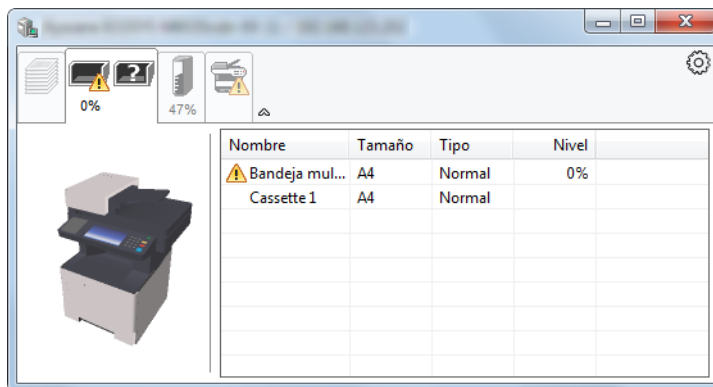 0%
47%
Nombre Tamaño Tipo Nivel
Bandeja mul... A4 Normal 0%
Cassette 1 A4 Normal